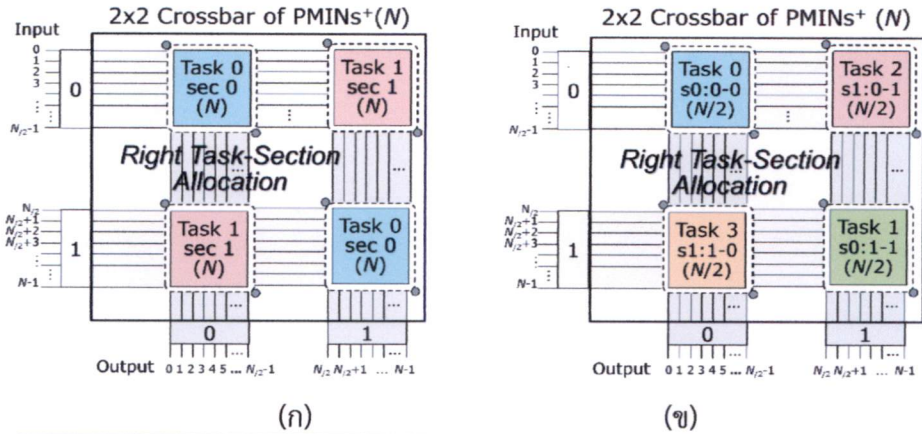 2x2 Crossbar of PMINs⁺(N)
Input
0
1
2
3
⋮
N/2-1
0
Task 0
sec 0
(N)
...
Task 1
sec 1
(N)
...
...
Right Task-Section
Allocation
N/2
N/2+1
N/2+2
N/2+3
⋮
N-1
1
Task 1
sec 1
(N)
Task 0
sec 0
(N)
...
...
0
1
Output
0 1 2 3 4 5 ... N/2-1
N/2 N/2+1 ... N-1
(ก)
2x2 Crossbar of PMINs⁺ (N)
Input
0
1
2
3
⋮
N/2-1
0
Task 0
s0:0-0
(N/2)
...
Task 2
s1:0-1
(N/2)
...
...
Right Task-Section
Allocation
N/2
N/2+1
N/2+2
N/2+3
⋮
N-1
1
Task 3
s1:1-0
(N/2)
Task 1
s0:1-1
(N/2)
...
...
0
1
Output
0 1 2 3 4 5 ... N/2-1
N/2 N/2+1 ... N-1
(ข)